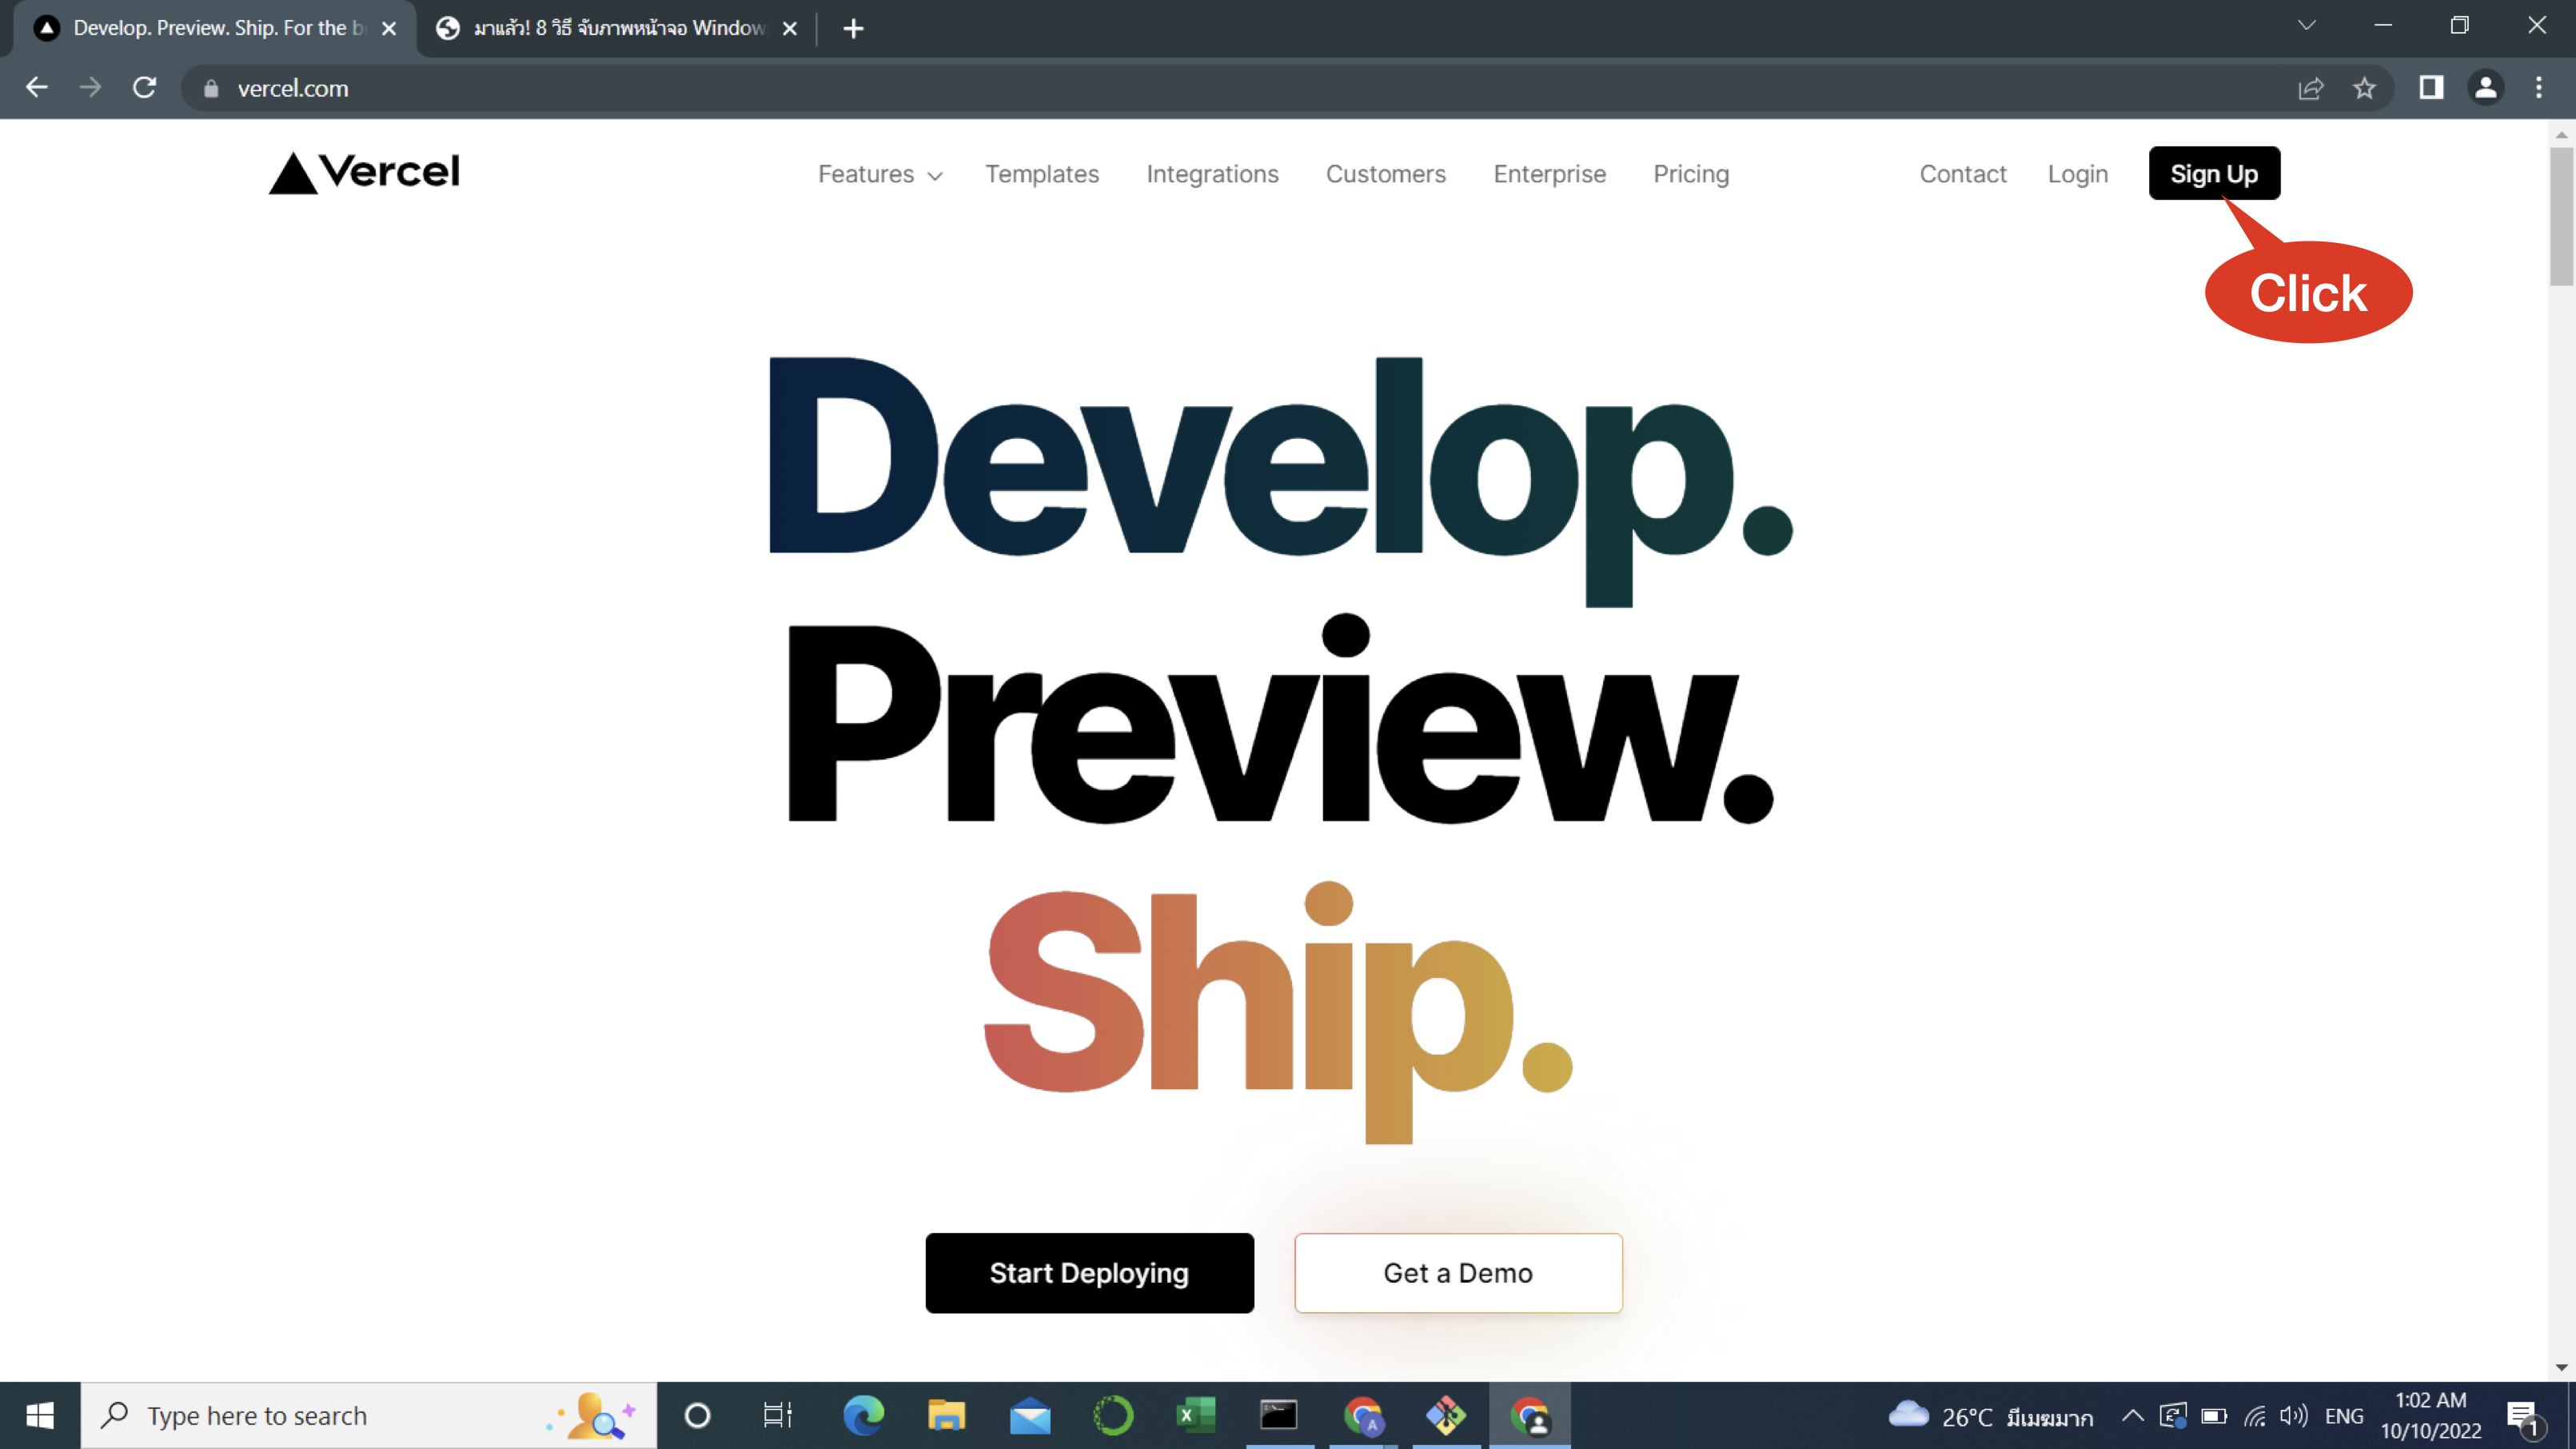 Develop. Preview. Ship. For the b
มาแล้ว! 8 วิธี จับภาพหน้าจอ Window
vercel.com
Vercel
Features Templates Integrations Customers Enterprise Pricing Contact Login Sign Up
Click
Develop.
Preview.
Ship.
Start Deploying Get a Demo
Type here to search
26°C มีเมฆมาก ENG 1:02 AM
10/10/2022
1